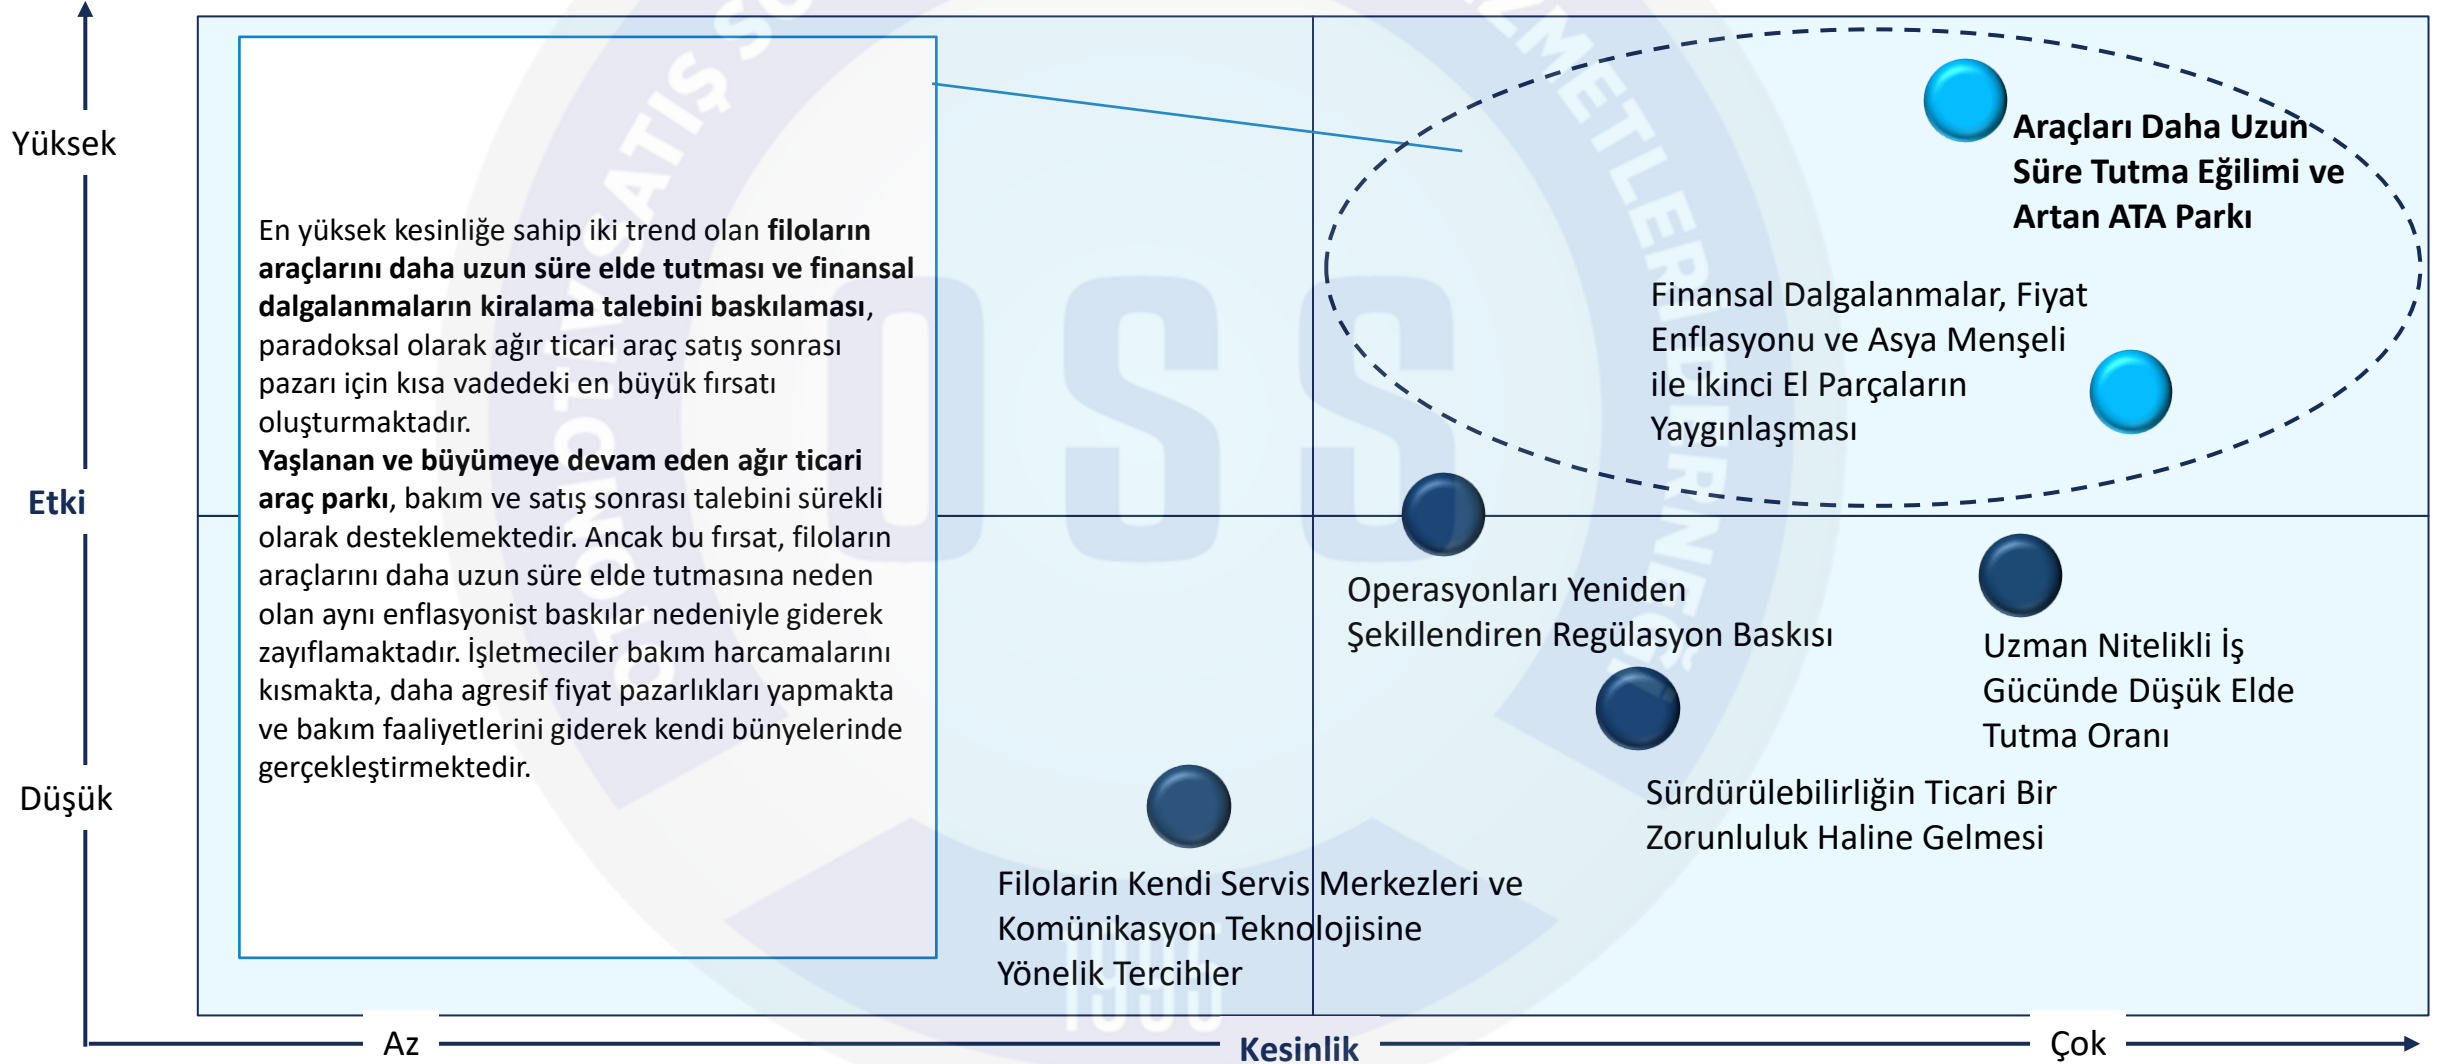 Yüksek
Etki
Düşük
En yüksek kesinliğe sahip iki trend olan filoların
araçlarını daha uzun süre elde tutması ve finansal
dalgalanmaların kiralama talebini baskılaması,
paradoksal olarak ağır ticari araç satış sonrası
pazarı için kısa vadedeki en büyük fırsatı
oluşturmaktadır.
Yaşlanan ve büyümeye devam eden ağır ticari
araç parkı, bakım ve satış sonrası talebini sürekli
olarak desteklemektedir. Ancak bu fırsat, filoların
araçlarını daha uzun süre elde tutmasına neden
olan aynı enflasyonist baskılar nedeniyle giderek
zayıflamaktadır. İşletmeciler bakım harcamalarını
kısmakta, daha agresif fiyat pazarlıkları yapmakta
ve bakım faaliyetlerini giderek kendi bünyelerinde
gerçekleştirmektedir.
Araçları Daha Uzun
Süre Tutma Eğilimi ve
Artan ATA Parkı
Finansal Dalgalanmalar, Fiyat
Enflasyonu ve Asya Menşeli
ile İkinci El Parçaların
Yaygınlaşması
Operasyonları Yeniden
Şekillendiren Regülasyon Baskısı
Uzman Nitelikli İş
Gücünde Düşük Elde
Tutma Oranı
Sürdürülebilirliğin Ticari Bir
Zorunluluk Haline Gelmesi
Filolarin Kendi Servis Merkezleri ve
Komünikasyon Teknolojisine
Yönelik Tercihler
Az
Kesinlik
Çok
OSS
1995